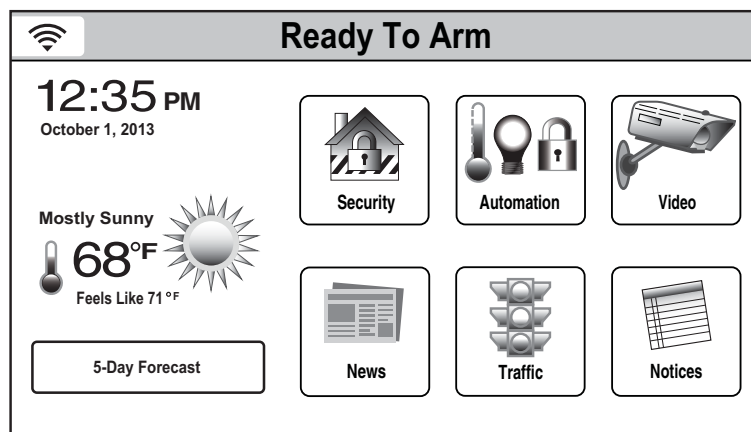 Ready To Arm
12:35 PM
October 1, 2013
Mostly Sunny
68°F
Feels Like 71°F
5-Day Forecast
Security
Automation
Video
News
Traffic
Notices